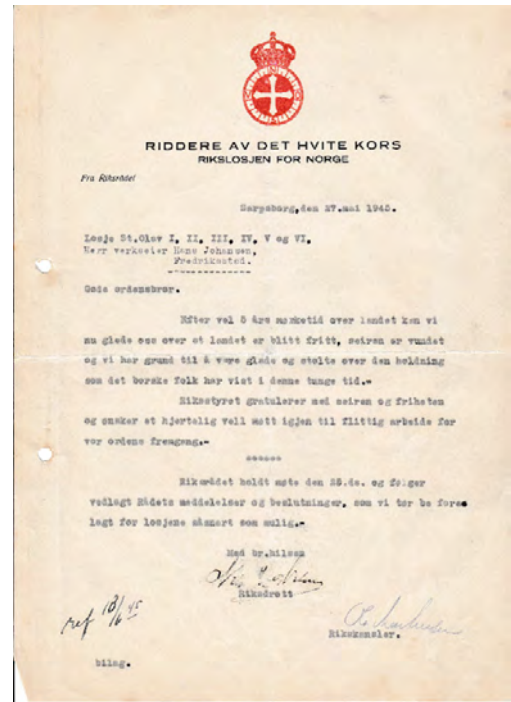 RIDDERE AV DET HVITE KORS
RIKSLOSJEN FOR NORGE
Fra Riksrådet
Sarpsborg, den 27.mai 1945.
Losje St.Olov I, II, III, IV, V og VI,
Herr verkseier Hans Johansen,
Fredrikstad.
Gode ordensbror.
Efter vel 5 års mørketid over landet kan vi
nu glede oss over at landet er blitt fritt, seiren er vundet
og vi har grund til å være glade og stolte over den holdning
som det norske folk har vist i denne tunge tid.-
Riksstyret gratulerer med seiren og friheten
og ønsker et hjertelig vell møtt igjen til flittig arbeide for
vor ordens fremgang.-
Riksrådet holdt møte den 25.ds. og følger
vedlagt Rådets meddelelser og beslutninger, som vi tør be fore=
lagt for losjene snarest som mulig.-
Med br.hilsen
Riksdrott
ref 18/6 45
Rikskansler.
bilag.